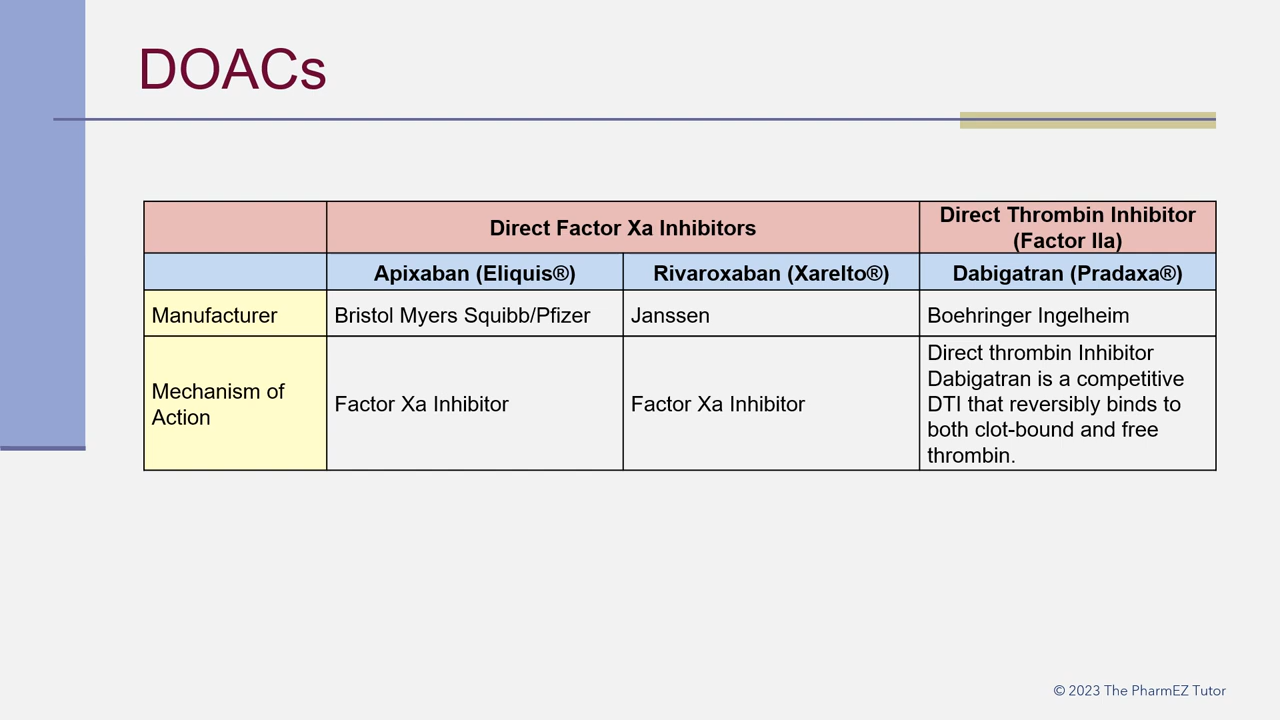 DOACs
Direct Factor Xa Inhibitors
Direct Thrombin Inhibitor
(Factor IIa)
Apixaban (Eliquis®)
Rivaroxaban (Xarelto®)
Dabigatran (Pradaxa®)
Manufacturer
Bristol Myers Squibb/Pfizer
Janssen
Boehringer Ingelheim
Mechanism of
Action
Factor Xa Inhibitor
Factor Xa Inhibitor
Direct thrombin Inhibitor
Dabigatran is a competitive
DTI that reversibly binds to
both clot-bound and free
thrombin.
© 2023 The PharmEZ Tutor